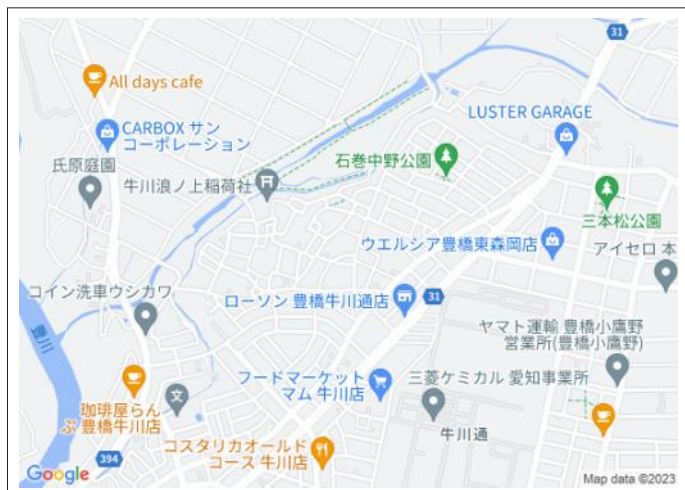 31
All days cafe
LUSTER GARAGE
CARBOX サン
コーポレーション
氏原庭園
石巻中野公園
牛川浪ノ上稲荷社
三本松公園
ウエルシア豊橋東森岡店
アイセロ 本
コイン洗車ウシカワ
ローソン 豊橋牛川通店
31
豊川
ヤマト運輸 豊橋小鷹野
営業所(豊橋小鷹野)
フードマーケット
マム 牛川店
三菱ケミカル 愛知事業所
文
珈琲屋らん
ぷ 豊橋牛川店
牛川通
コスタリカオールド
コース 牛川店
394
Google
Map data ©2023